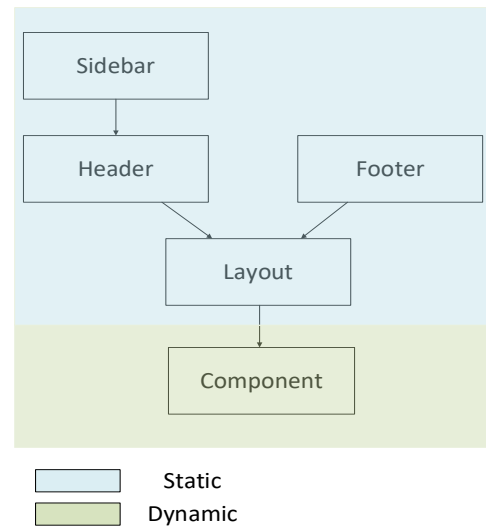 Sidebar
Header
Footer
Layout
Component
Static
Dynamic